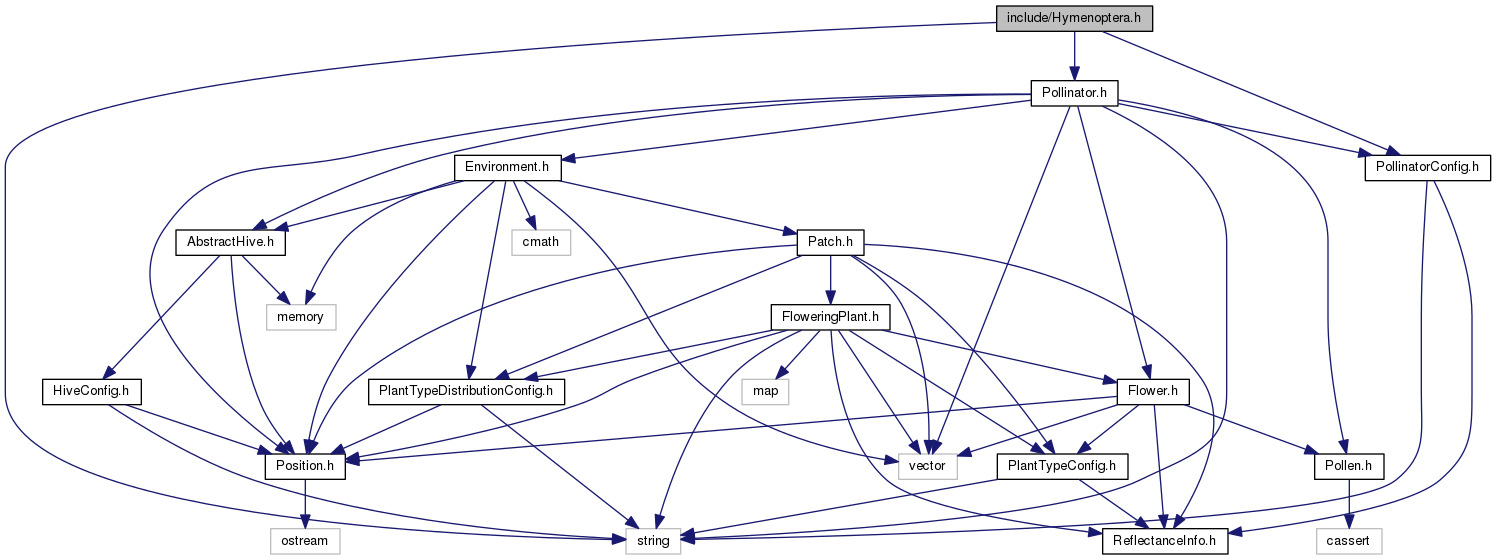 include/Hymenoptera.h
Pollinator.h
Environment.h
PollinatorConfig.h
AbstractHive.h
cmath
Patch.h
memory
FloweringPlant.h
HiveConfig.h
PlantTypeDistributionConfig.h
map
Flower.h
Position.h
vector
PlantTypeConfig.h
Pollen.h
ostream
string
ReflectanceInfo.h
cassert